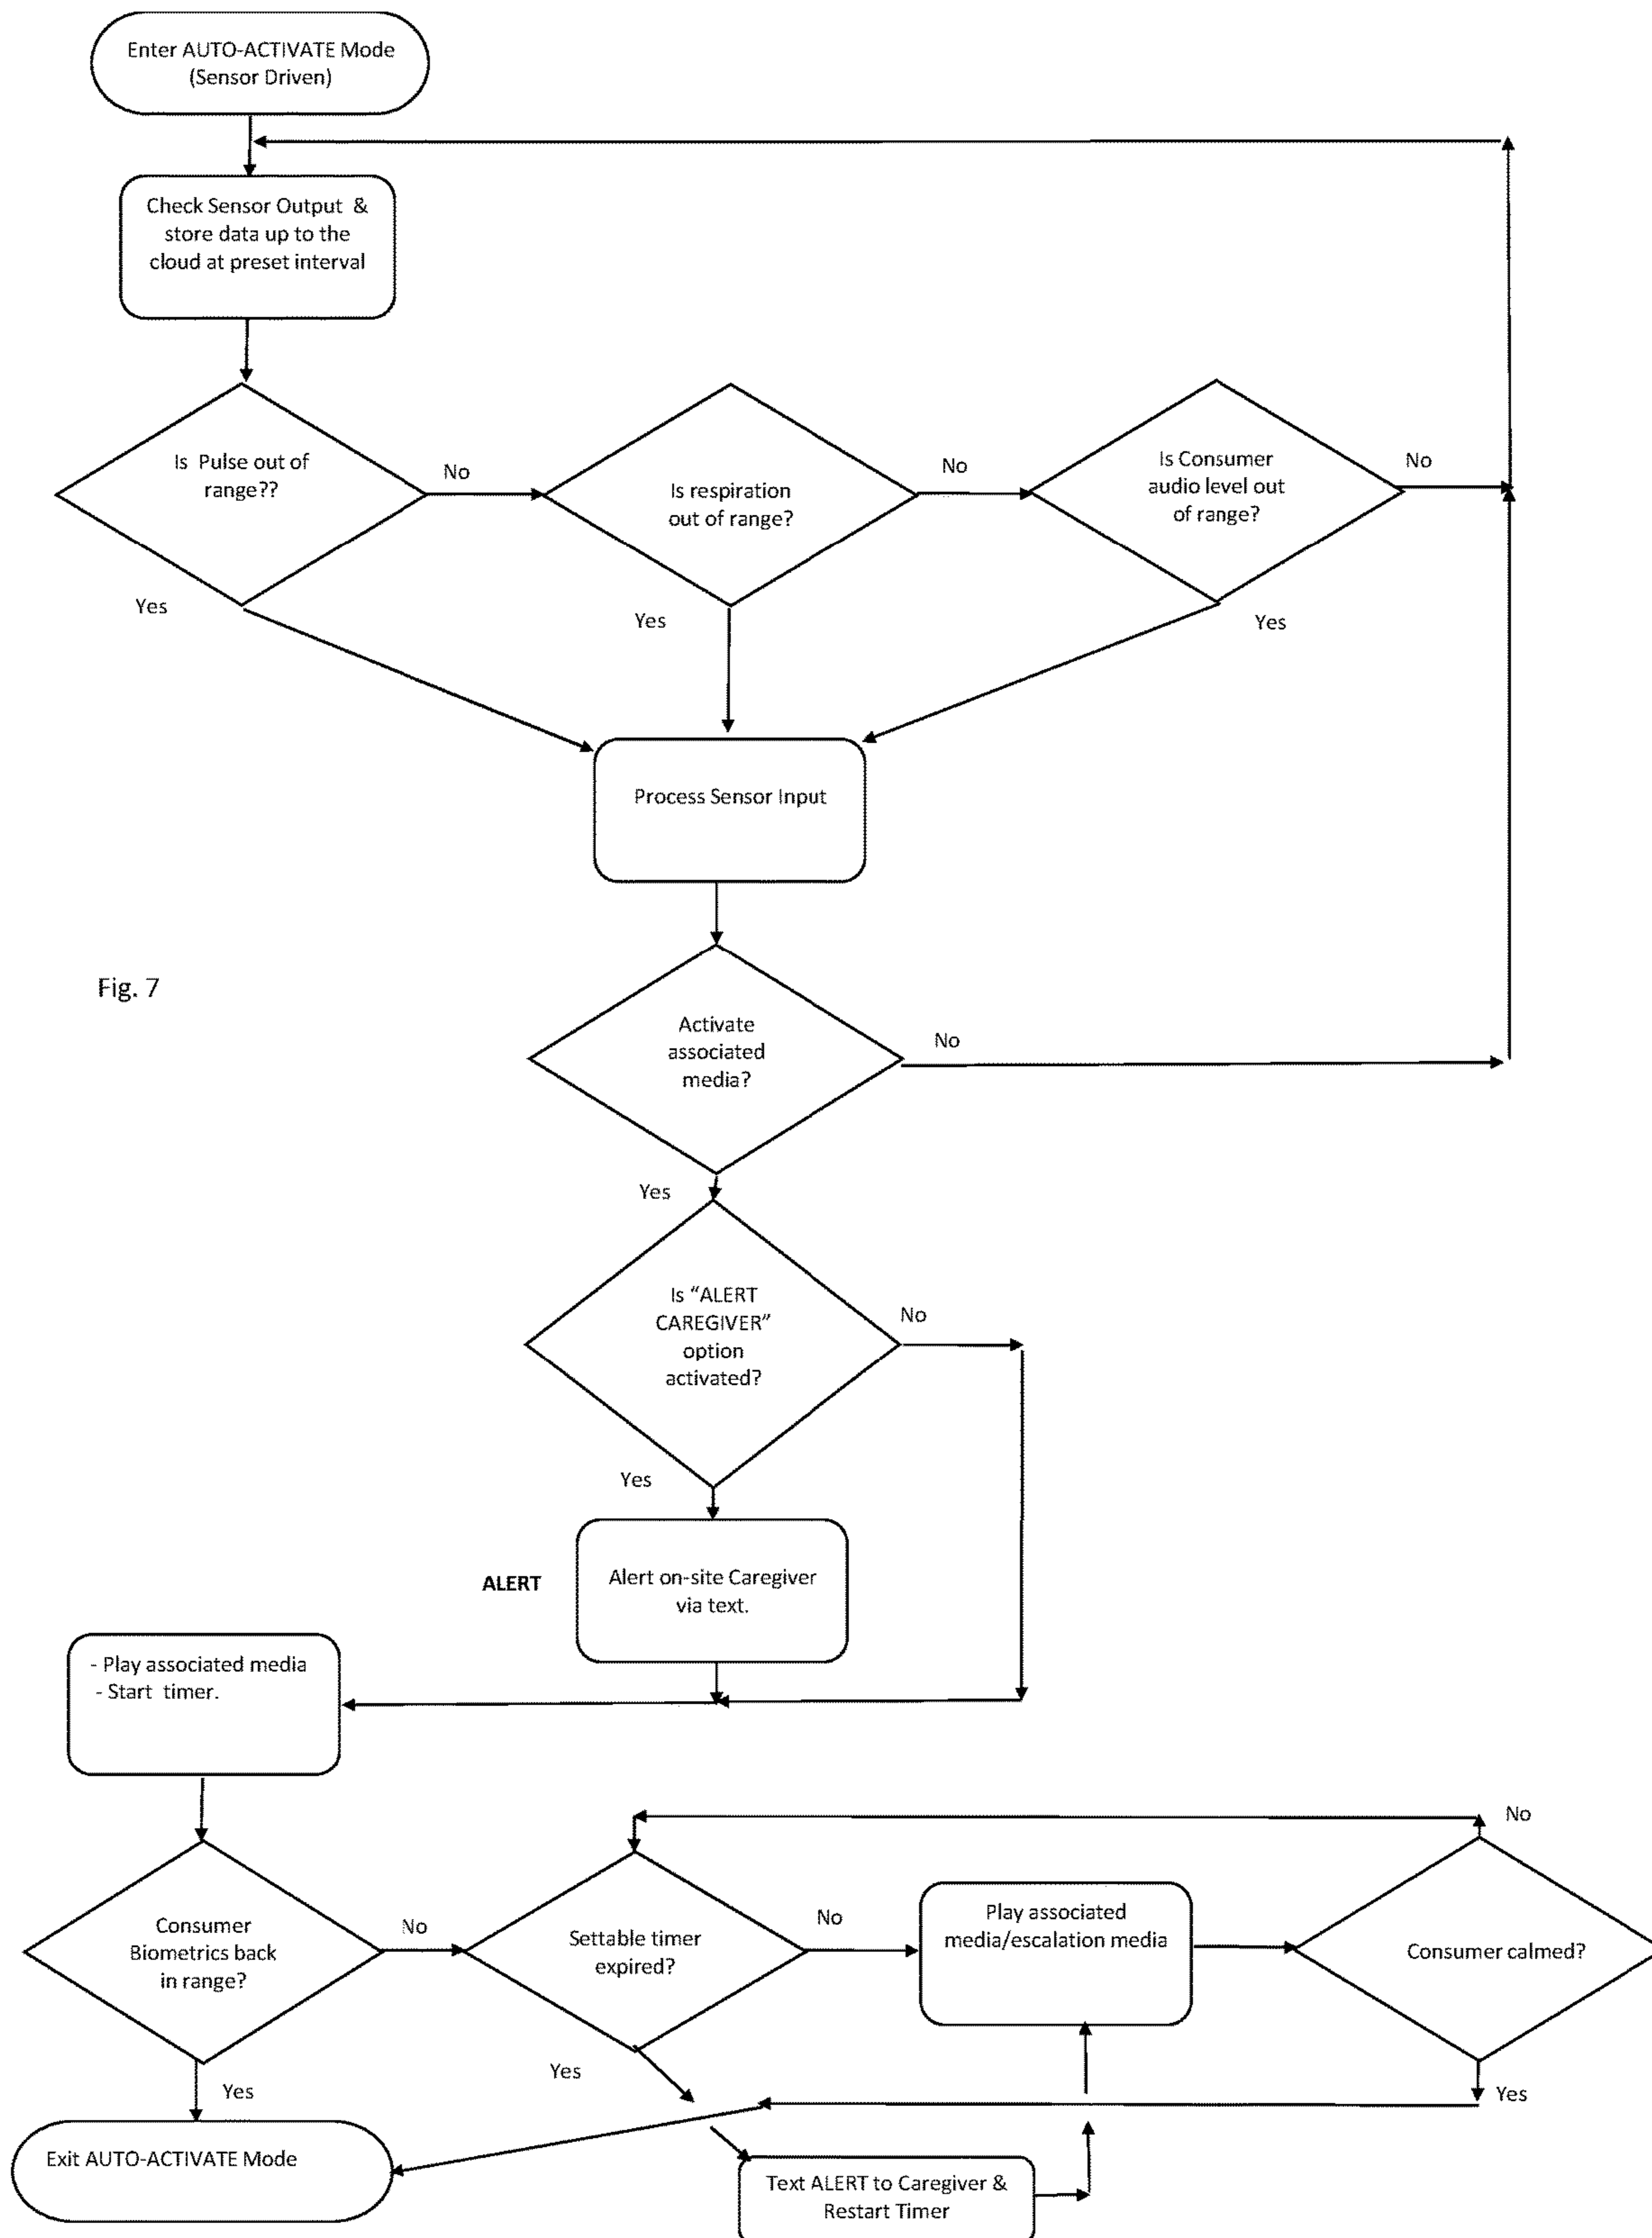 Enter AUTO-ACTIVATE Mode
(Sensor Driven)
Check Sensor Output &
store data up to the
cloud at preset interval
Is Pulse out of
range??
No
Is respiration
out of range?
No
Is Consumer
audio level out
of range?
No
Yes
Yes
Yes
Process Sensor Input
Fig. 7
Activate
associated
media?
No
Yes
Is “ALERT
CAREGIVER”
option
activated?
No
Yes
ALERT
Alert on-site Caregiver
via text.
- Play associated media
- Start timer.
Consumer
Biometrics back
in range?
No
Settable timer
expired?
No
Play associated
media/escalation media
Consumer calmed?
No
Yes
Yes
Yes
Exit AUTO-ACTIVATE Mode
Text ALERT to Caregiver &
Restart Timer